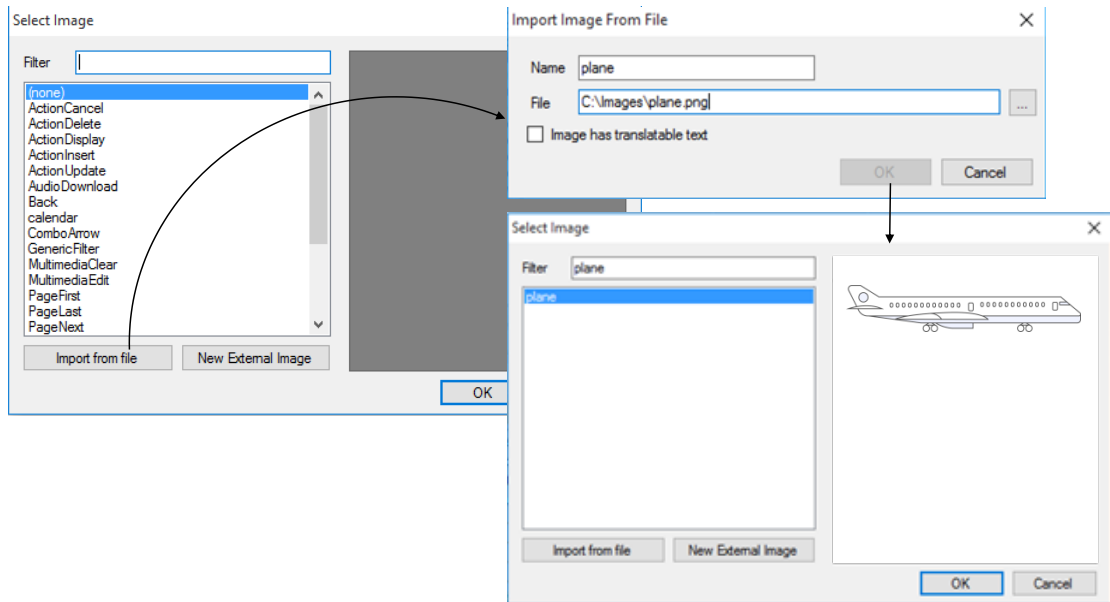 Select Image
Filter
(none)
ActionCancel
ActionDelete
ActionDisplay
ActionInsert
ActionUpdate
AudioDownload
Back
calendar
ComboArrow
GenericFilter
MultimediaClear
MultimediaEdit
PageFirst
PageLast
PageNext
Import from file
New External Image
OK
Import Image From File
Name plane
File C:\Images\plane.png
...
Image has translatable text
OK Cancel
Select Image
Filter plane
plane
Import from file New External Image
OK Cancel